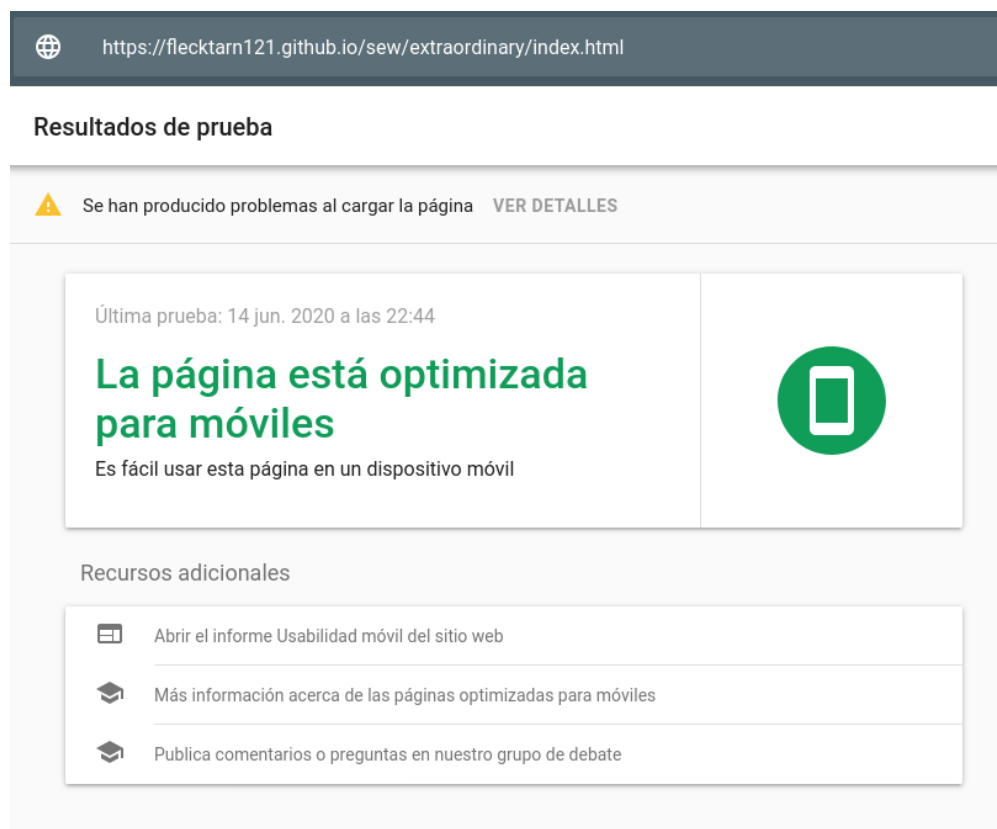 https://flecktarn121.github.io/sew/extraordinary/index.html
Resultados de prueba
Se han producido problemas al cargar la página VER DETALLES
Última prueba: 14 jun. 2020 a las 22:44
La página está optimizada
para móviles
Es fácil usar esta página en un dispositivo móvil
Recursos adicionales
Abrir el informe Usabilidad móvil del sitio web
Más información acerca de las páginas optimizadas para móviles
Publica comentarios o preguntas en nuestro grupo de debate